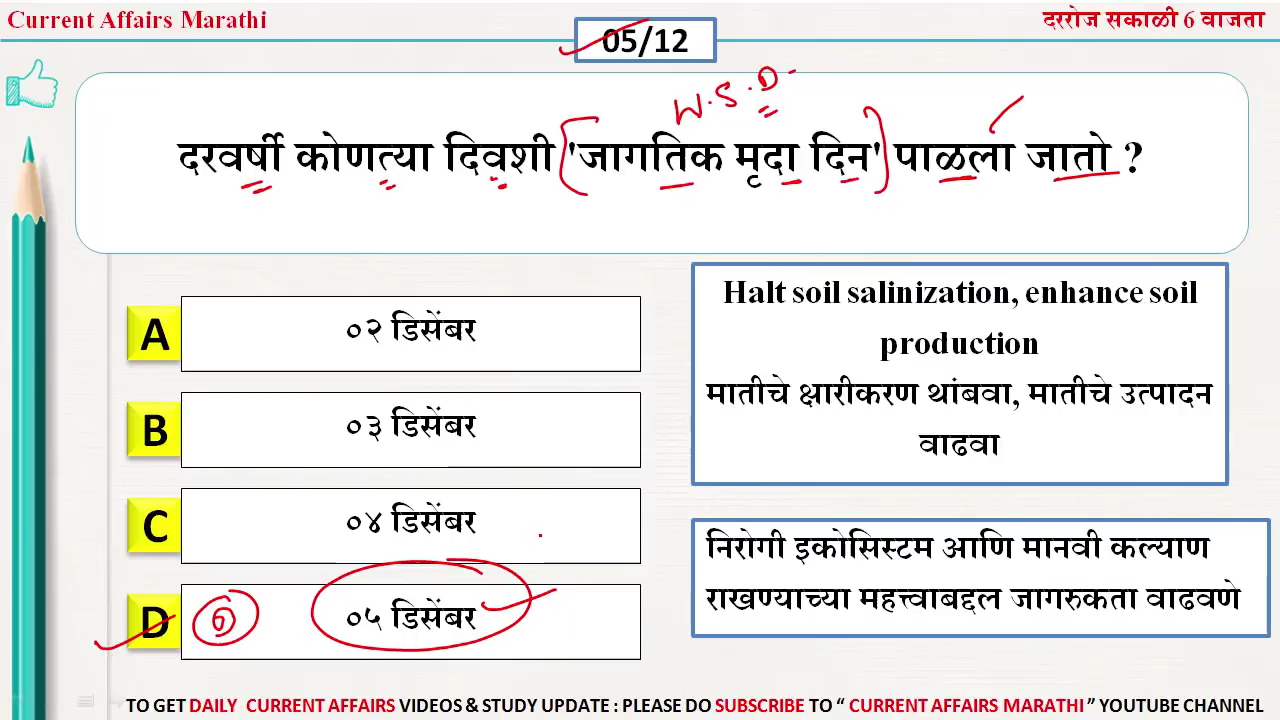 Current Affairs Marathi
दररोज सकाळी 6 वाजता
05/12
W.S.D.
दरवर्षी कोणत्या दिवशी 'जागतिक मृदा दिन' पाळला जातो ?
A
०२ डिसेंबर
B
०३ डिसेंबर
C
०४ डिसेंबर
D
०५ डिसेंबर
Halt soil salinization, enhance soil
production
मातीचे क्षारीकरण थांबवा, मातीचे उत्पादन
वाढवा
निरोगी इकोसिस्टम आणि मानवी कल्याण
राखण्याच्या महत्त्वाबद्दल जागरुकता वाढवणे
TO GET DAILY CURRENT AFFAIRS VIDEOS & STUDY UPDATE : PLEASE DO SUBSCRIBE TO “ CURRENT AFFAIRS MARATHI ” YOUTUBE CHANNEL